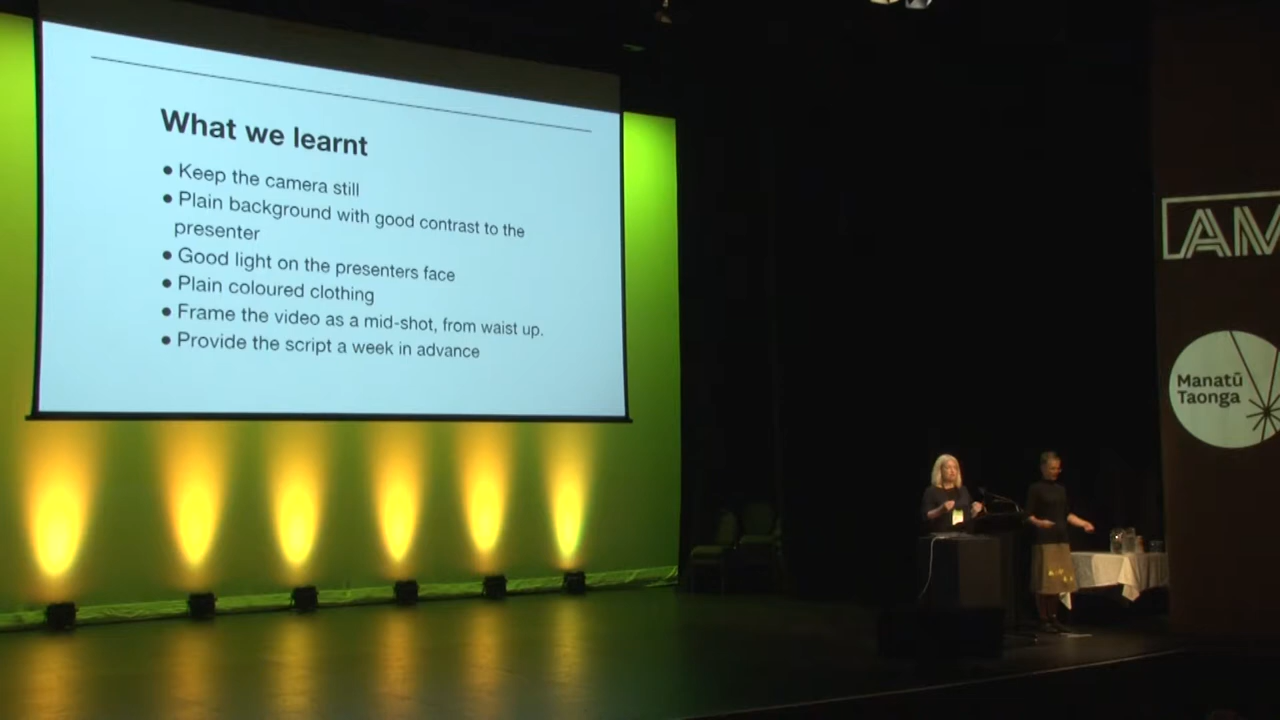 What we learnt
● Keep the camera still
● Plain background with good contrast to the
presenter
● Good light on the presenters face
● Plain coloured clothing
● Frame the video as a mid-shot, from waist up.
● Provide the script a week in advance
AM
Manatū
Taonga